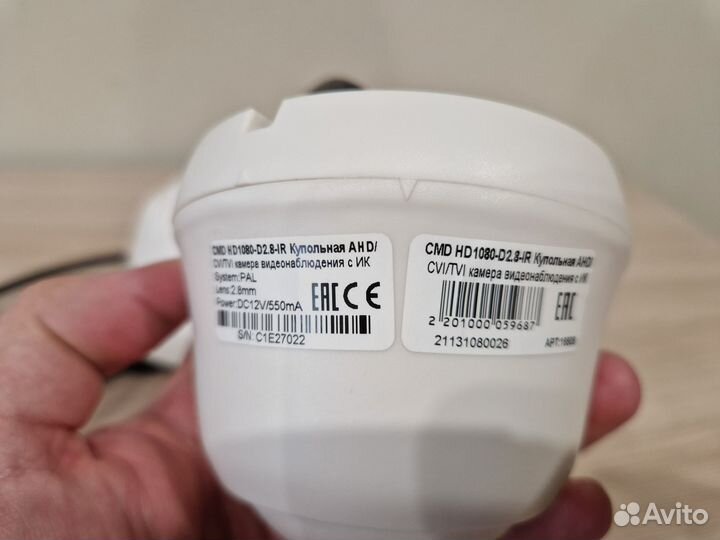 CMD HD1080-D2.8-IR Купольная AHD/
CVI/TVI камера видеонаблюдения с ИК
System:PAL
Lens:2.8mm
Power:DC12V/550mA
EAC CE
S/N: C1E27022
CMD HD1080-D2.8-IR Купольная AHD/
CVI/TVI камера видеонаблюдения с ИК
EAC
2 201000 059687
21131080026
Avito